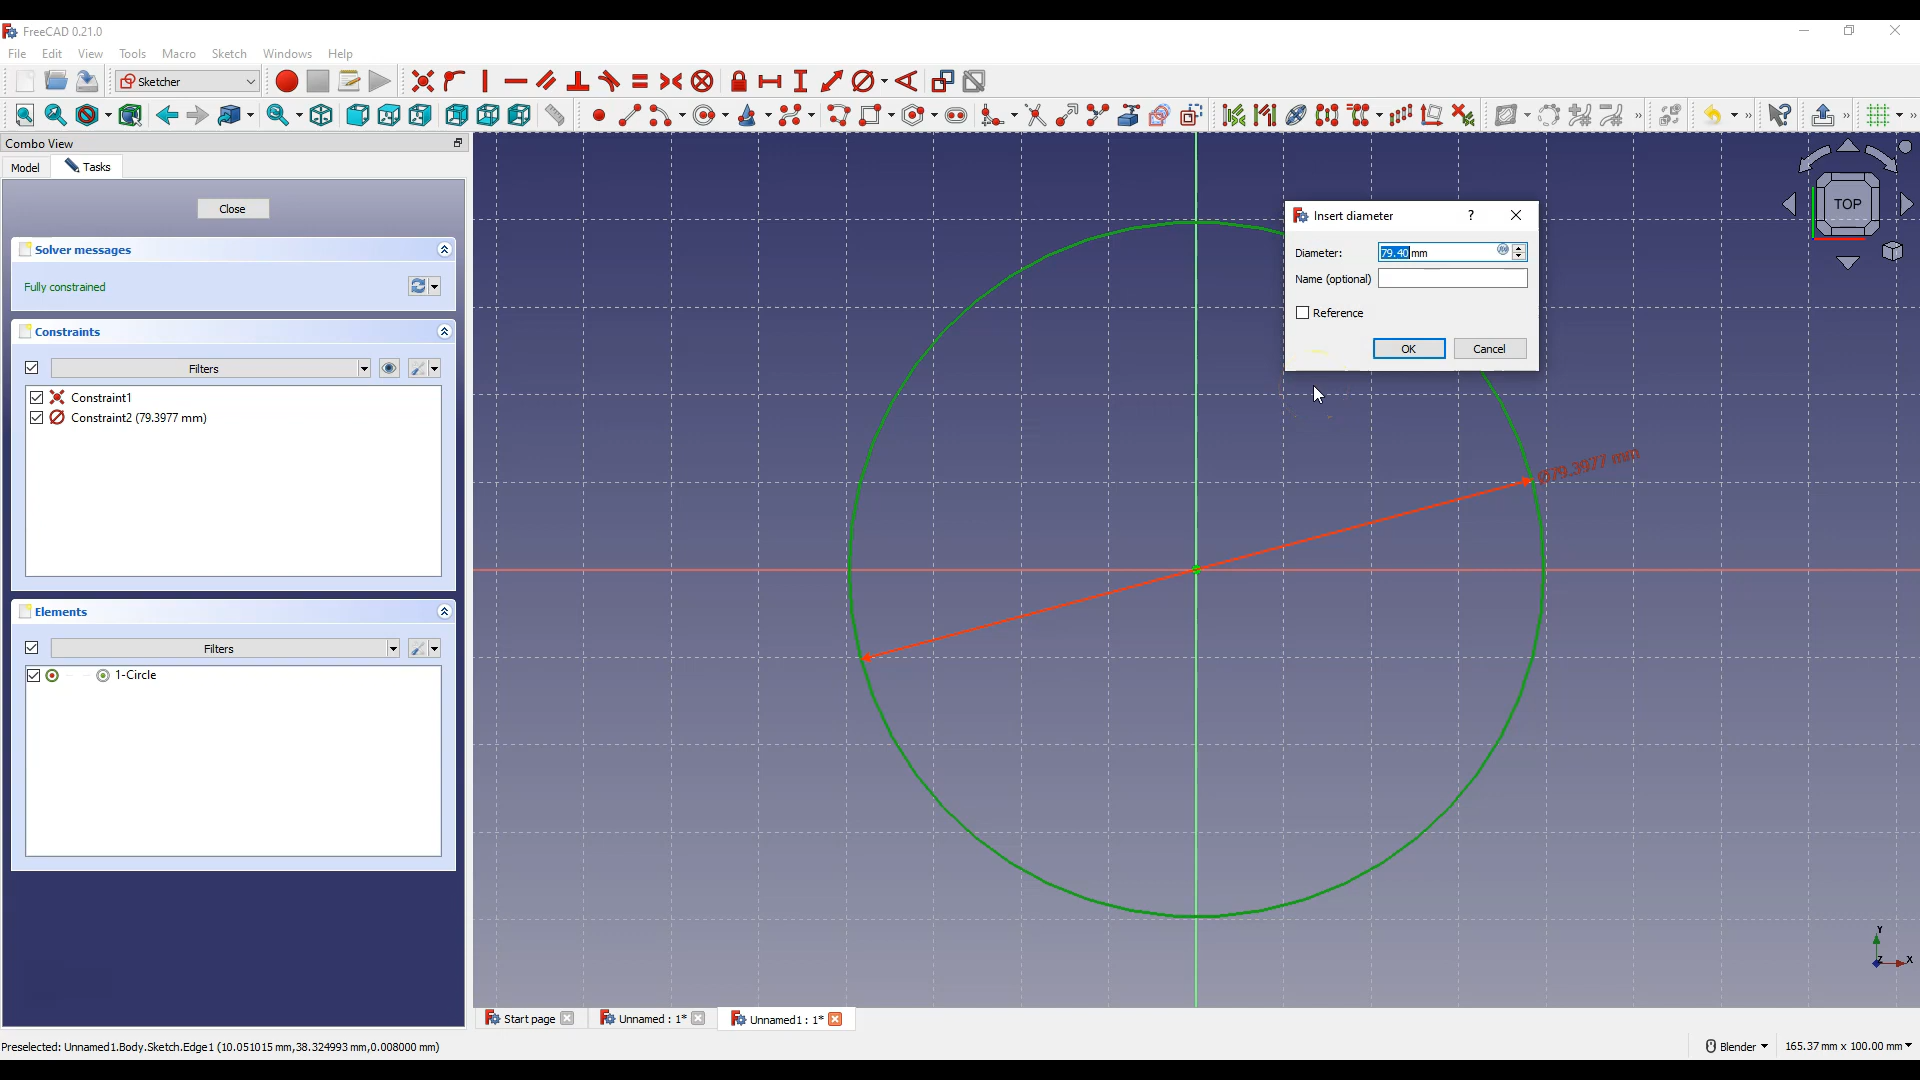 FreeCAD 0.21.0
File Edit View Tools Macro Sketch Windows Help
Sketcher
Combo View
Model Tasks
Close
Solver messages
Fully constrained
Constraints
Filters
Constraint1
Constraint2 (79.3977 mm)
Elements
Filters
1-Circle
Insert diameter
?
Diameter: 79.40 mm
Name (optional)
Reference
OK Cancel
Ø79.3977 mm
TOP
Y
Z X
Start page Unnamed : 1* Unnamed1 : 1*
Preselected: Unnamed1.Body.Sketch.Edge1 (10.051015 mm,38.324993 mm,0.008000 mm)
Blender 165.37 mm x 100.00 mm